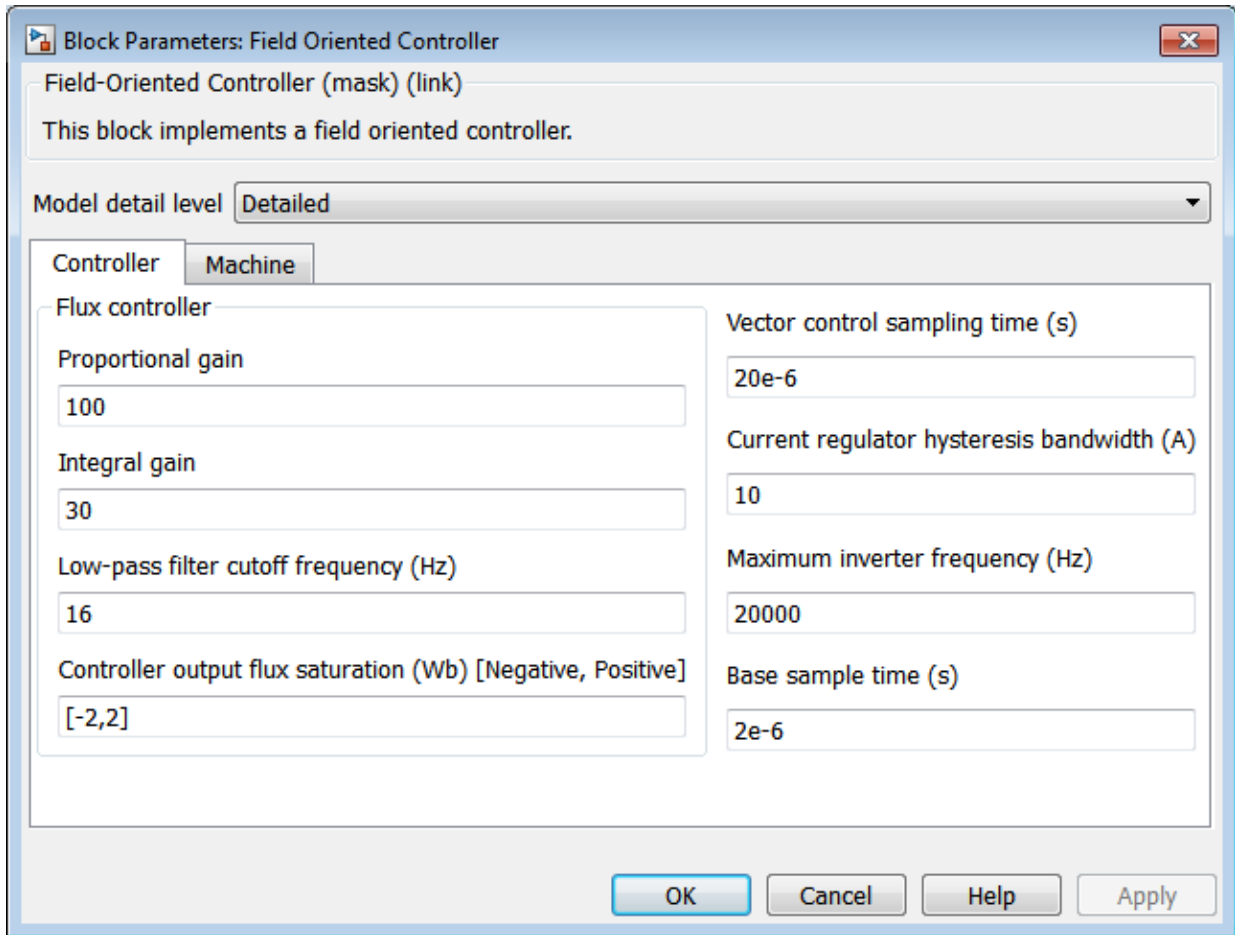 Block Parameters: Field Oriented Controller
Field-Oriented Controller (mask) (link)
This block implements a field oriented controller.
Model detail level Detailed
Controller Machine
Flux controller
Proportional gain
100
Integral gain
30
Low-pass filter cutoff frequency (Hz)
16
Controller output flux saturation (Wb) [Negative, Positive]
[-2,2]
Vector control sampling time (s)
20e-6
Current regulator hysteresis bandwidth (A)
10
Maximum inverter frequency (Hz)
20000
Base sample time (s)
2e-6
OK Cancel Help Apply